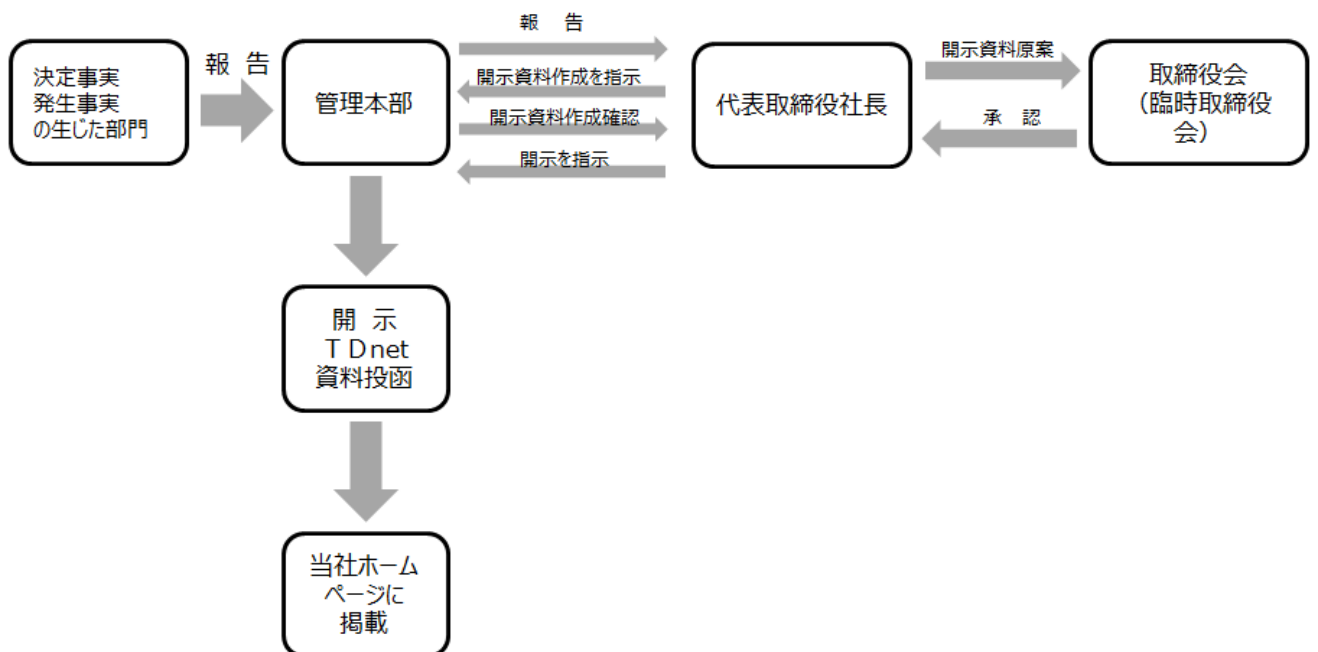 決定事実
発生事実
の生じた部門
報 告
管理本部
報 告
開示資料作成を指示
開示資料作成確認
開示を指示
代表取締役社長
開示資料原案
承 認
取締役会
（臨時取締役
会）
開 示
ＴＤnet
資料投函
当社ホーム
ページに
掲載